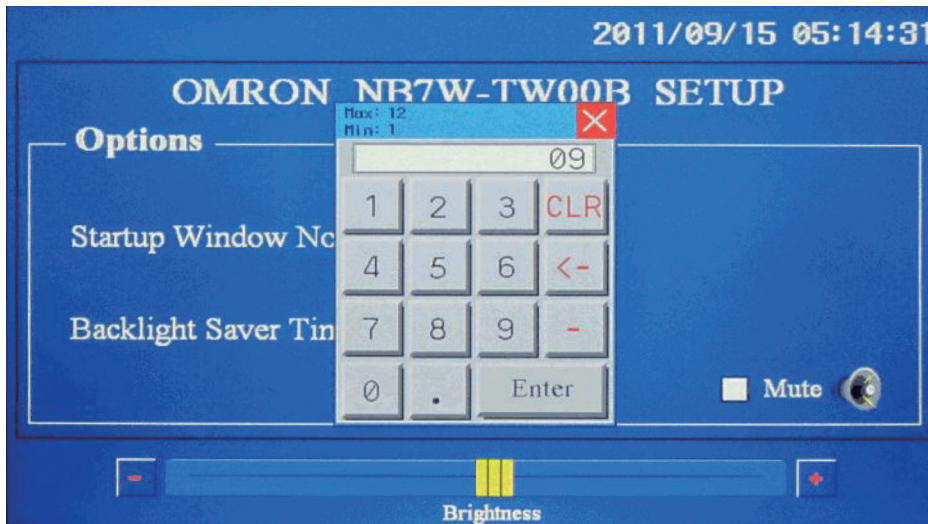 2011/09/15 05:14:31
OMRON NB7W-TW00B SETUP
Max: 12
Min: 1
Options
09
1 2 3 CLR
Startup Window No
4 5 6 <-
Backlight Saver Tim
7 8 9 -
0 . Enter
Mute
- +
Brightness